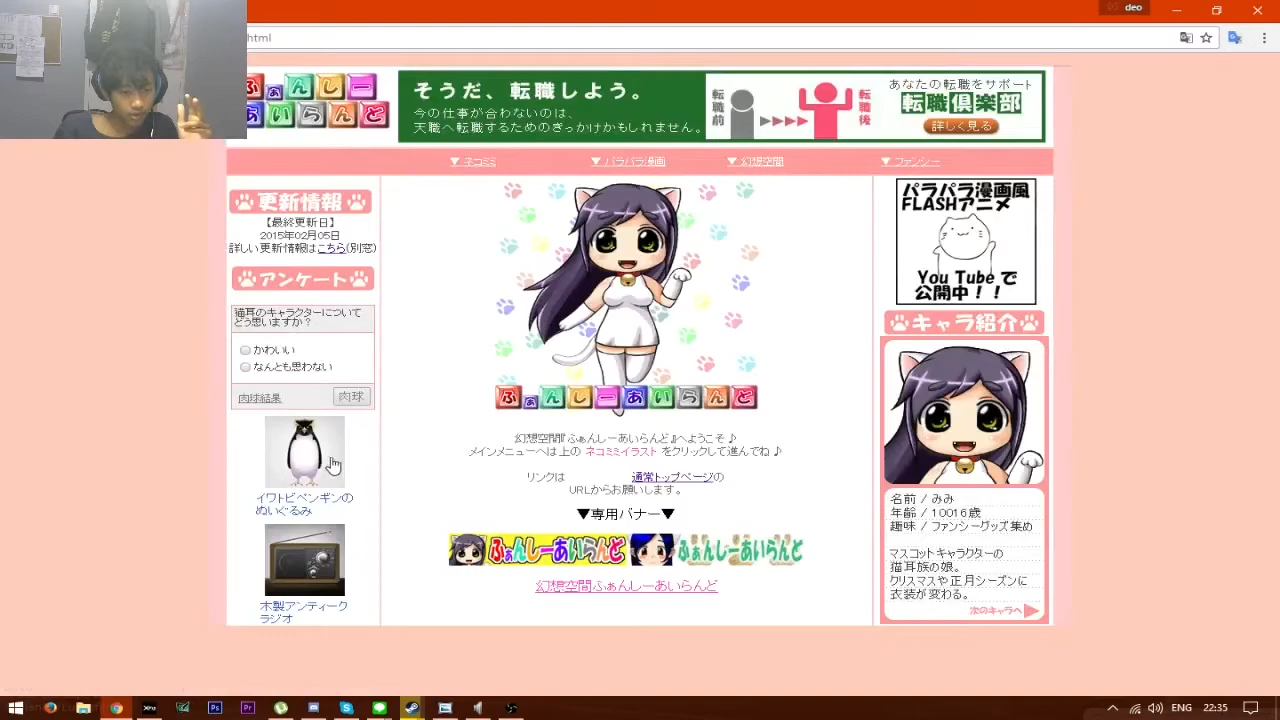 deo
html
ふぁんしー
あいらんど
そうだ、転職しよう。
今の仕事が合わないのは、
天職へ転職するためのきっかけかもしれません。
転職前
転職後
あなたの転職をサポート
転職倶楽部
詳しく見る
▼ ネコミミ
▼ パラパラ漫画
▼ 幻想空間
▼ ファンシー
更新情報
【最終更新日】
2015年02月05日
詳しい更新情報はこちら(別窓)
アンケート
猫耳のキャラクターについて
どう思いますか?
かわいい
なんとも思わない
肉球結果
肉球
イワトビペンギンの
ぬいぐるみ
木製アンティーク
ラジオ
ふぁんしーあいらんど
幻想空間『ふぁんしーあいらんど』へようこそ♪
メインメニューへは上の ネコミミイラスト をクリックして進んでね♪
リンクは 通常トップページの
URLからお願いします。
▼専用バナー▼
ふぁんしーあいらんど
ふぁんしーあいらんど
幻想空間ふぁんしーあいらんど
パラパラ漫画風
FLASHアニメ
You Tube で
公開中!!
キャラ紹介
名前 / みみ
年齢 / 10016歳
趣味 / ファンシーグッズ集め
マスコットキャラクターの
猫耳族の娘。
クリスマスや正月シーズンに
衣装が変わる。
次のキャラへ
ENG
22:35